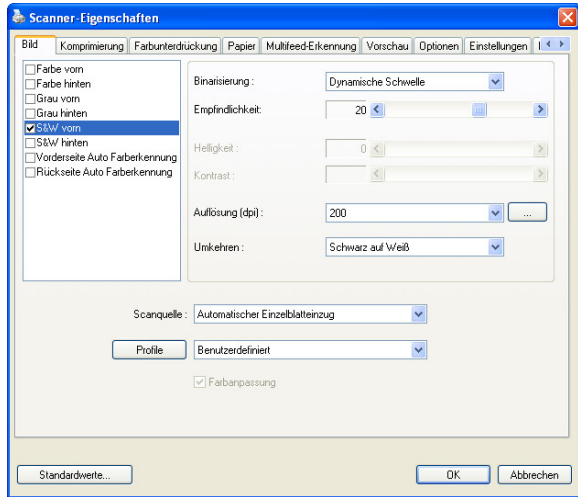 Scanner-Eigenschaften
Bild Komprimierung Farbunterdrückung Papier Multifeed-Erkennung Vorschau Optionen Einstellungen
Farbe vorn
Farbe hinten
Grau vorn
Grau hinten
S&W vorn
S&W hinten
Vorderseite Auto Farberkennung
Rückseite Auto Farberkennung
Binarisierung : Dynamische Schwelle
Empfindlichkeit: 20
Helligkeit : 0
Kontrast :
Auflösung (dpi) : 200 ...
Umkehren : Schwarz auf Weiß
Scanquelle : Automatischer Einzelblatteinzug
Profile Benutzerdefiniert
Farbanpassung
Standardwerte... OK Abbrechen